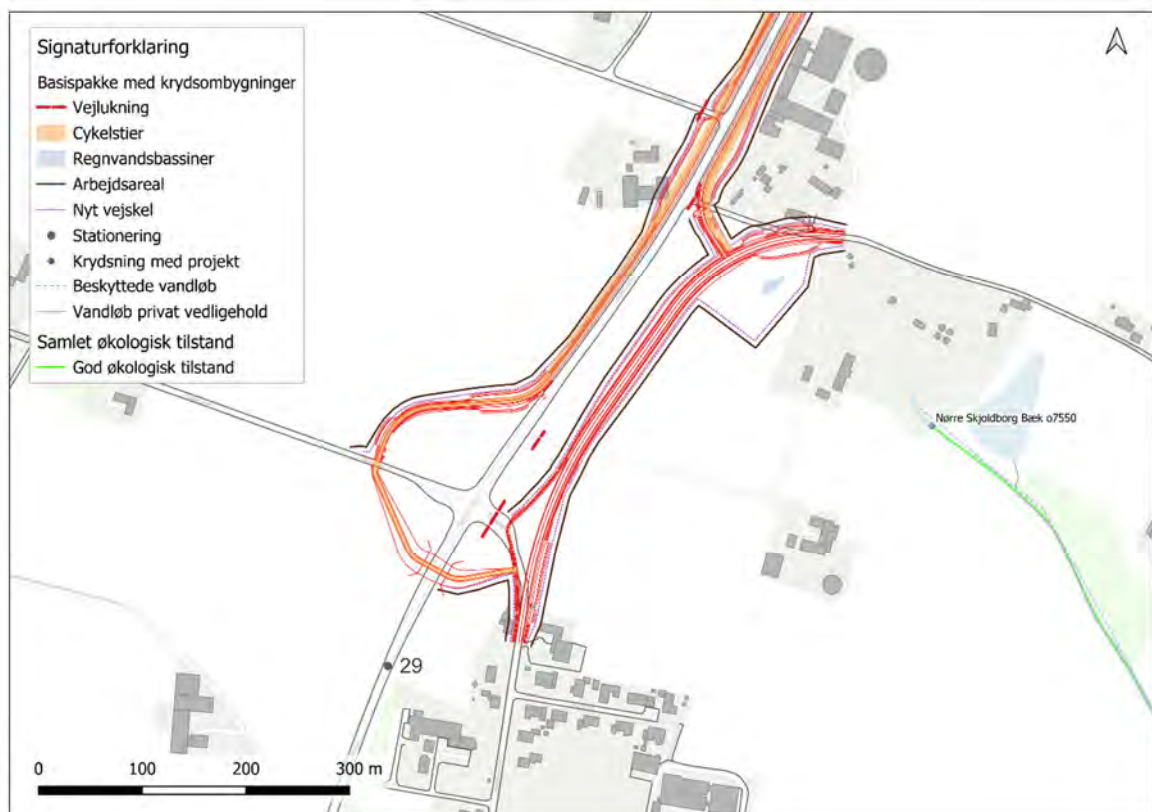 Signaturforklaring
Basispakke med krydsombygninger
Vejlukning
Cykelstier
Regnvandsbassiner
Arbejdsareal
Nyt vejskel
Stationering
Krydsning med projekt
Beskyttede vandløb
Vandløb privat vedligehold
Samlet økologisk tilstand
God økologisk tilstand
Nørre Skjoldborg Bæk o7550
29
0 100 200 300 m